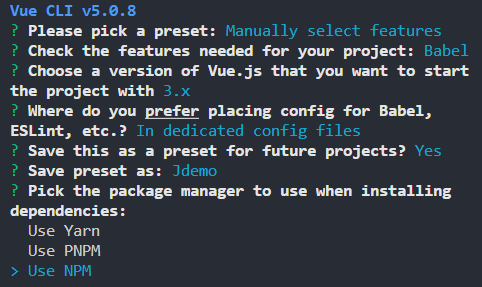 Vue CLI v5.0.8
? Please pick a preset: Manually select features
? Check the features needed for your project: Babel
? Choose a version of Vue.js that you want to start
the project with 3.x
? Where do you prefer placing config for Babel,
ESLint, etc.? In dedicated config files
? Save this as a preset for future projects? Yes
? Save preset as: Jdemo
? Pick the package manager to use when installing
dependencies:
Use Yarn
Use PNPM
> Use NPM